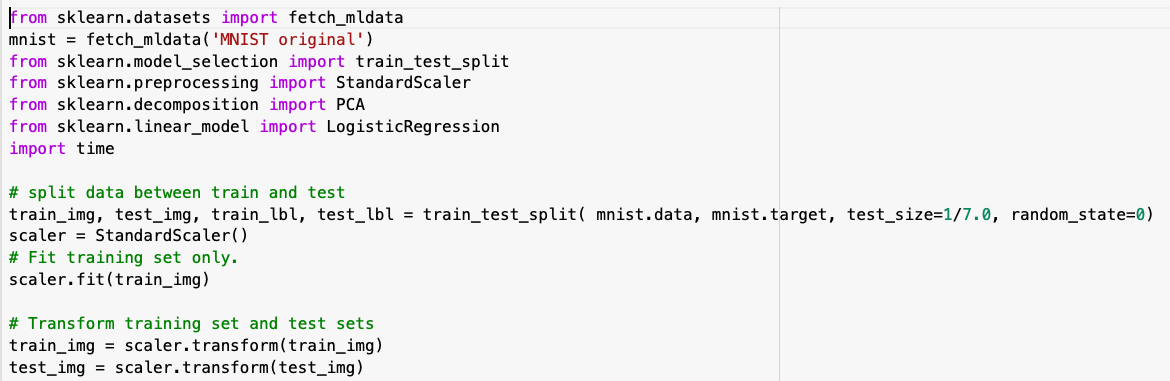 from sklearn.datasets import fetch_mldata
mnist = fetch_mldata('MNIST original')
from sklearn.model_selection import train_test_split
from sklearn.preprocessing import StandardScaler
from sklearn.decomposition import PCA
from sklearn.linear_model import LogisticRegression
import time
# split data between train and test
train_img, test_img, train_lbl, test_lbl = train_test_split( mnist.data, mnist.target, test_size=1/7.0, random_state=0)
scaler = StandardScaler()
# Fit training set only.
scaler.fit(train_img)
# Transform training set and test sets
train_img = scaler.transform(train_img)
test_img = scaler.transform(test_img)